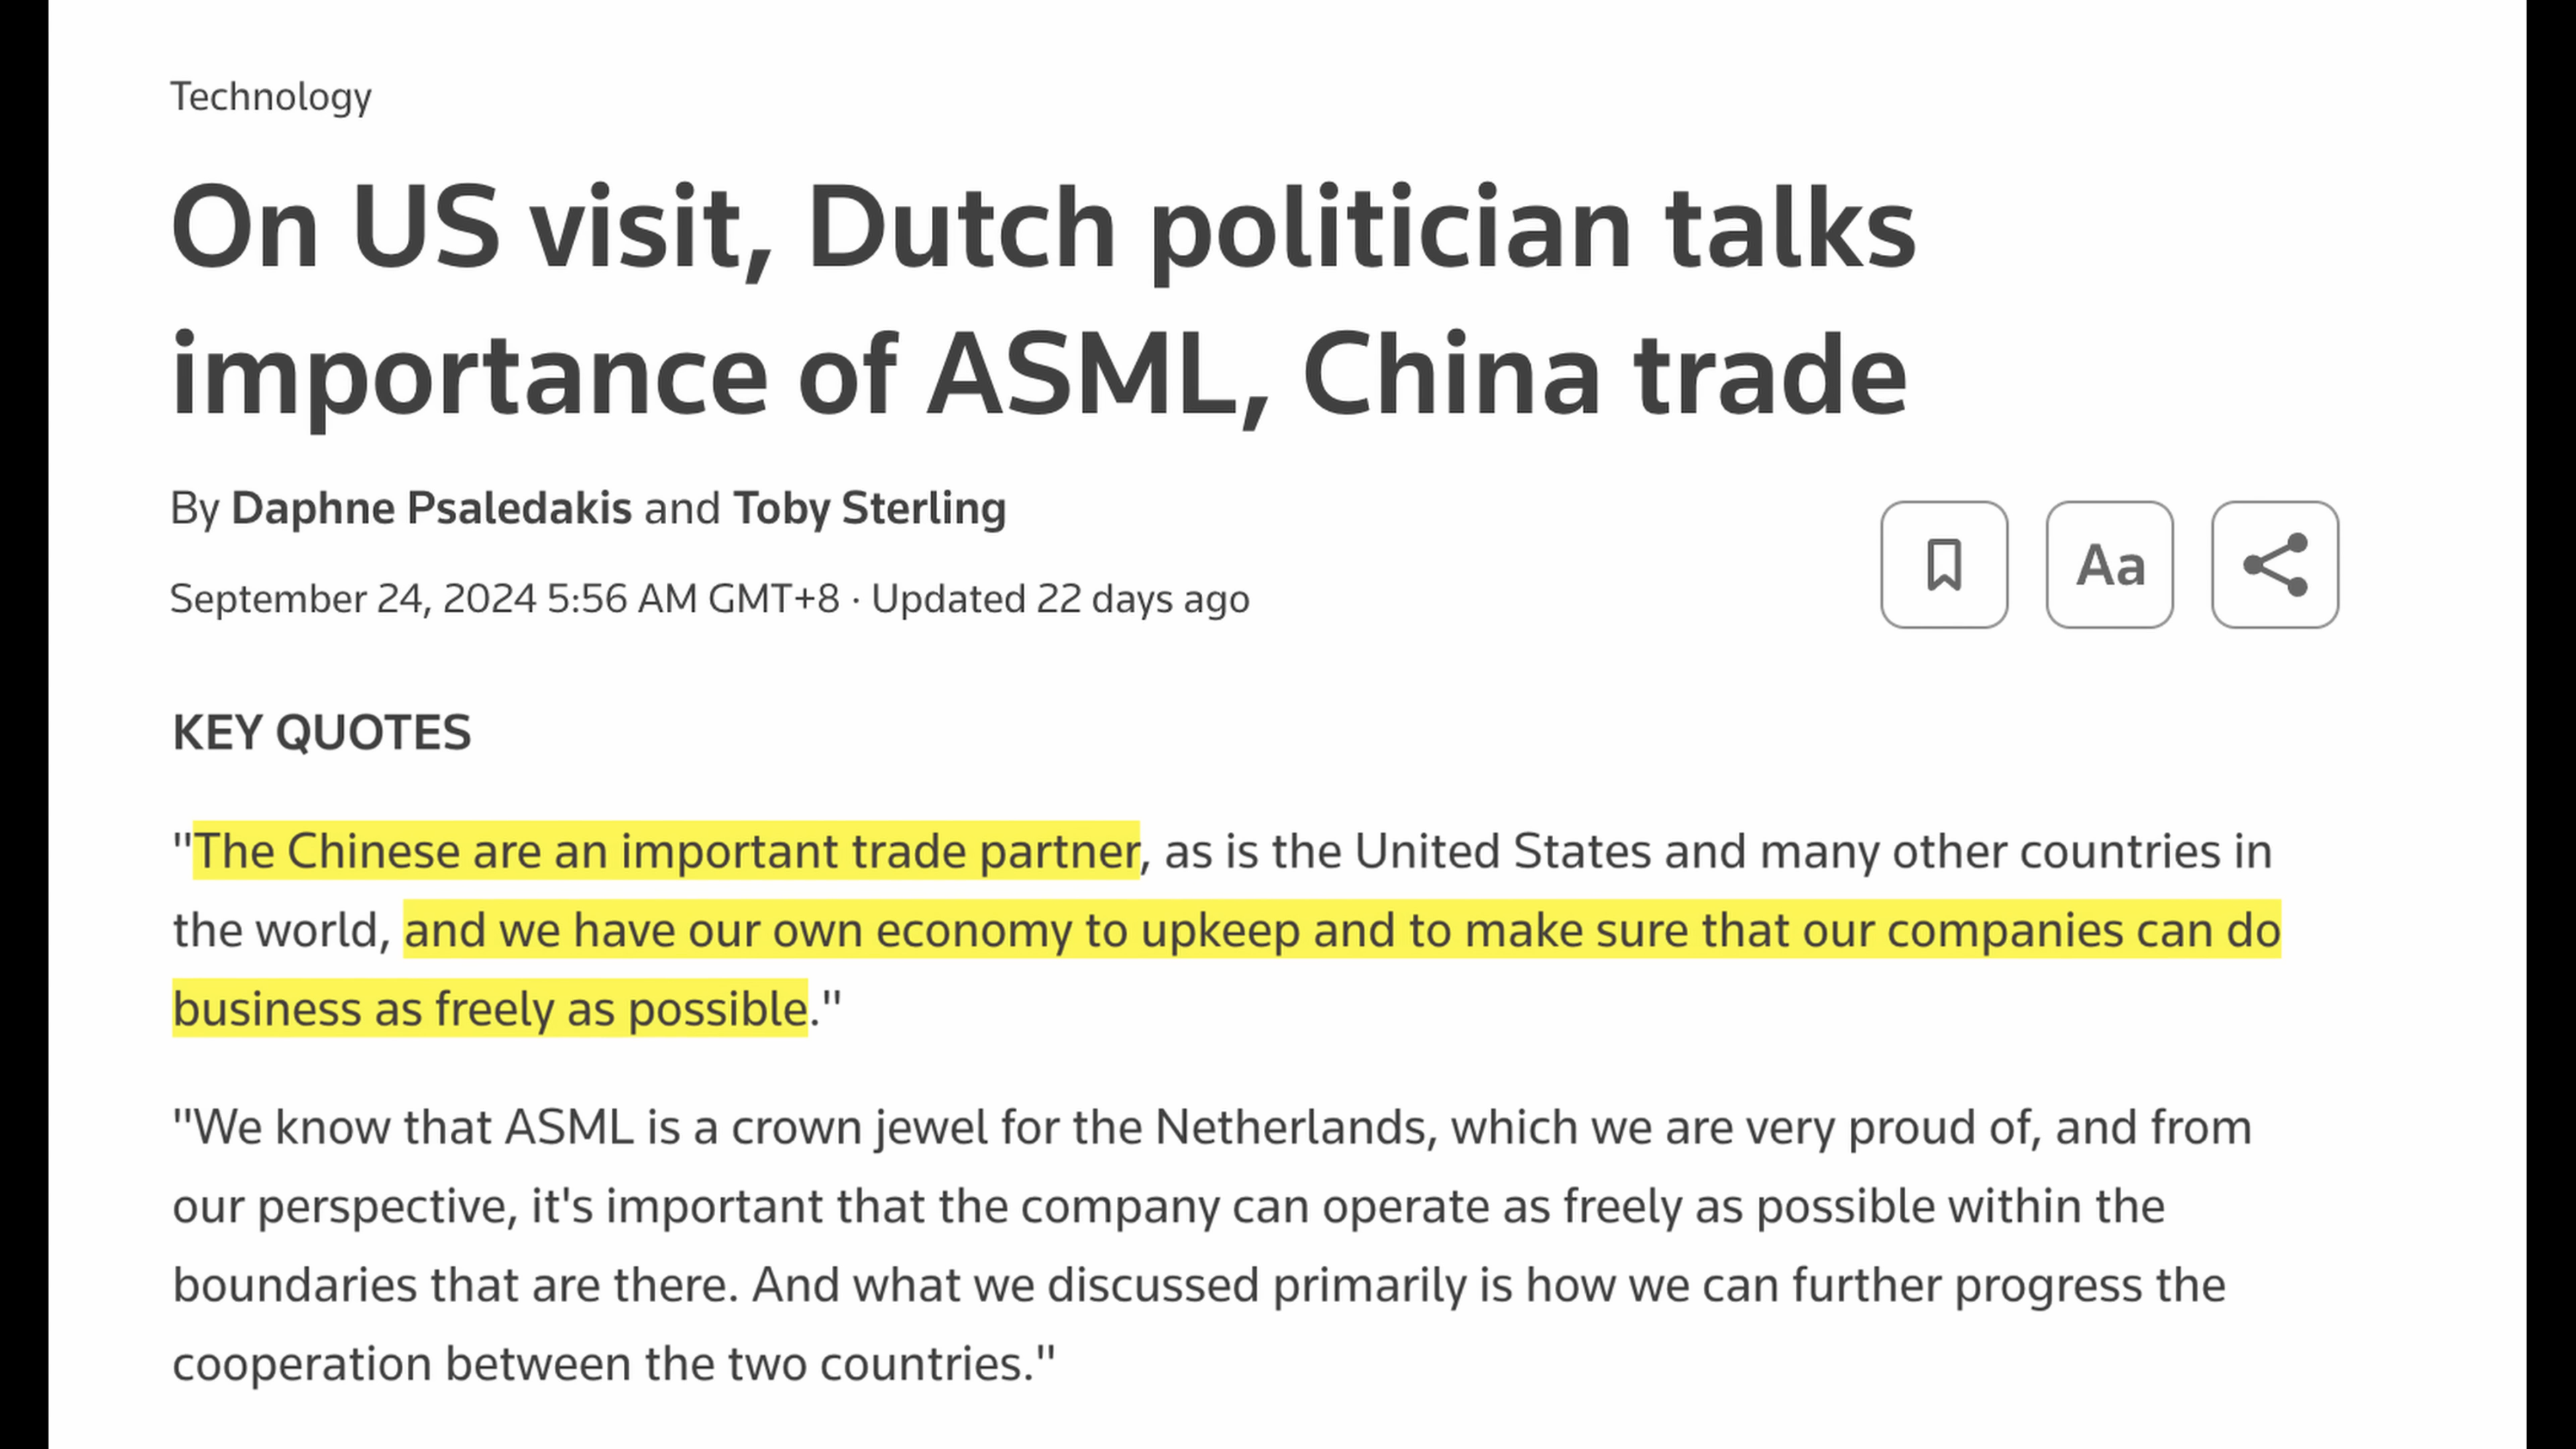 Technology
On US visit, Dutch politician talks
importance of ASML, China trade
By Daphne Psaledakis and Toby Sterling
September 24, 2024 5:56 AM GMT+8 · Updated 22 days ago
Aa
KEY QUOTES
"The Chinese are an important trade partner, as is the United States and many other countries in
the world, and we have our own economy to upkeep and to make sure that our companies can do
business as freely as possible."
"We know that ASML is a crown jewel for the Netherlands, which we are very proud of, and from
our perspective, it's important that the company can operate as freely as possible within the
boundaries that are there. And what we discussed primarily is how we can further progress the
cooperation between the two countries."